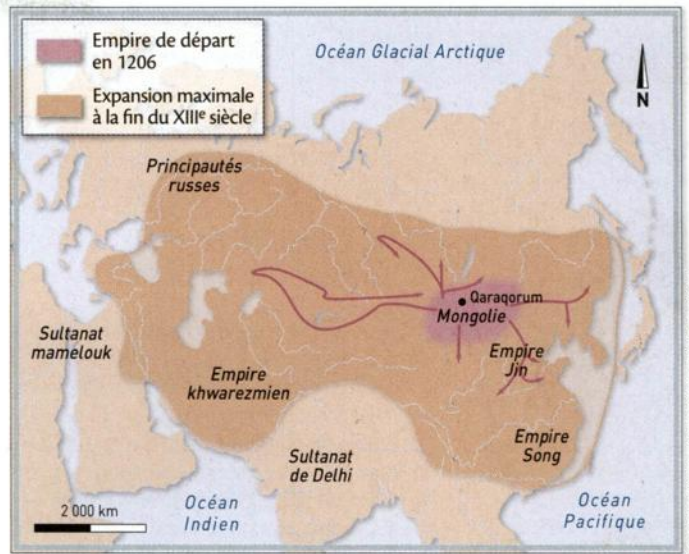 Empire de départ
en 1206
Expansion maximale
à la fin du XIIIe siècle
Océan Glacial Arctique
N
Principautés
russes
Qaraqorum
Mongolie
Sultanat
mamelouk
Empire
Jin
Empire
khwarezmien
Empire
Song
Sultanat
de Delhi
2 000 km
Océan
Indien
Océan
Pacifique